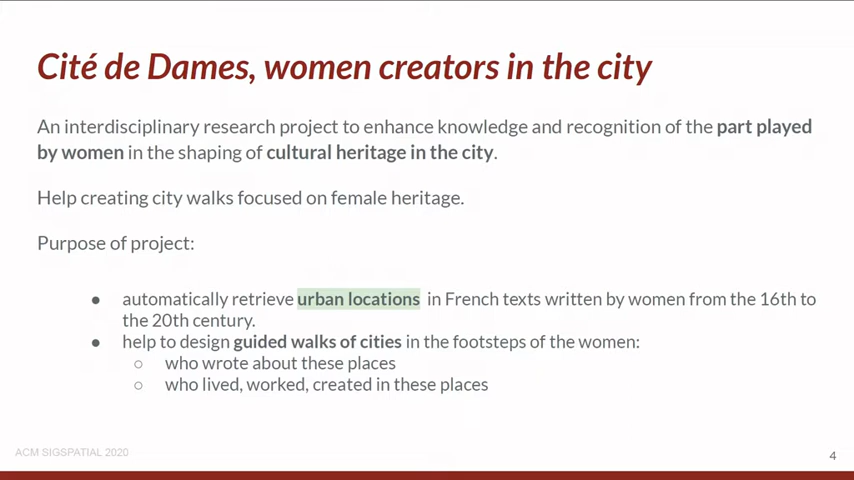 Cité de Dames, women creators in the city
An interdisciplinary research project to enhance knowledge and recognition of the part played
by women in the shaping of cultural heritage in the city.
Help creating city walks focused on female heritage.
Purpose of project:
● automatically retrieve urban locations in French texts written by women from the 16th to
the 20th century.
● help to design guided walks of cities in the footsteps of the women:
○ who wrote about these places
○ who lived, worked, created in these places
ACM SIGSPATIAL 2020
4